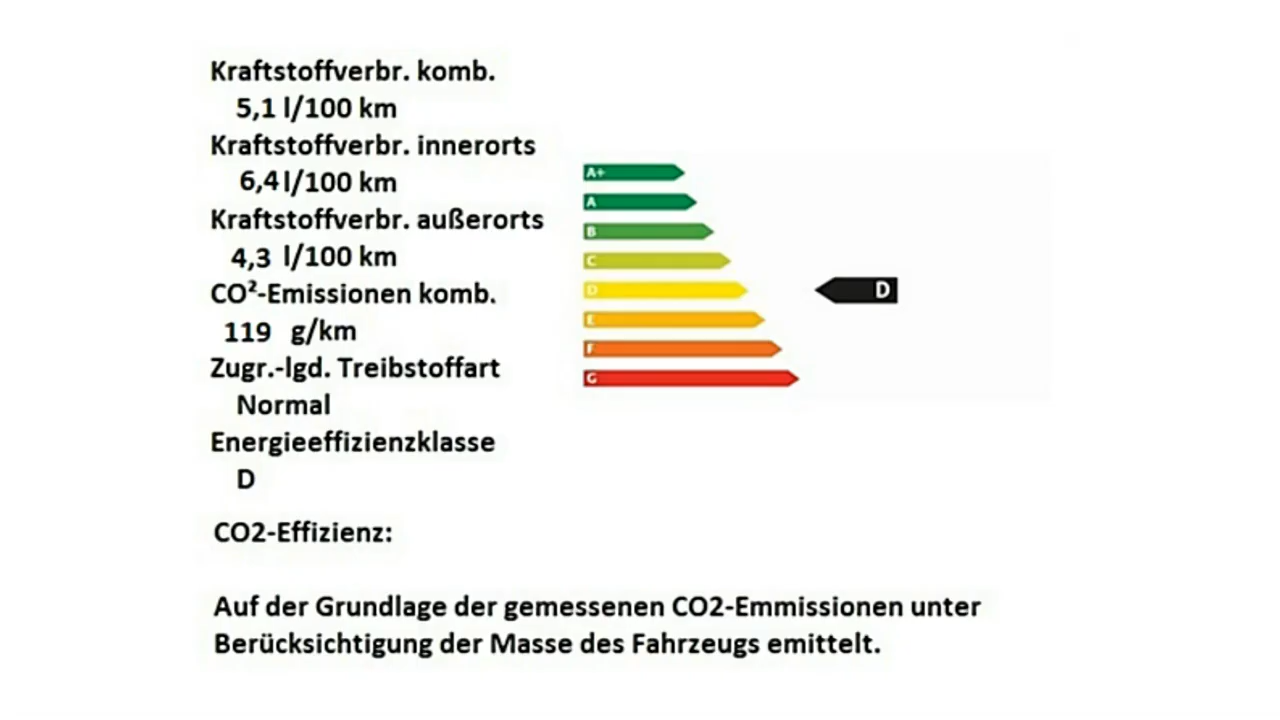 Kraftstoffverbr. komb.
5,1 l/100 km
Kraftstoffverbr. innerorts
6,4 l/100 km
Kraftstoffverbr. außerorts
4,3 l/100 km
CO²-Emissionen komb.
119 g/km
Zugr.-lgd. Treibstoffart
Normal
Energieeffizienzklasse
D
A+
A
B
C
D
D
E
F
G
CO2-Effizienz:
Auf der Grundlage der gemessenen CO2-Emmissionen unter
Berücksichtigung der Masse des Fahrzeugs emittelt.